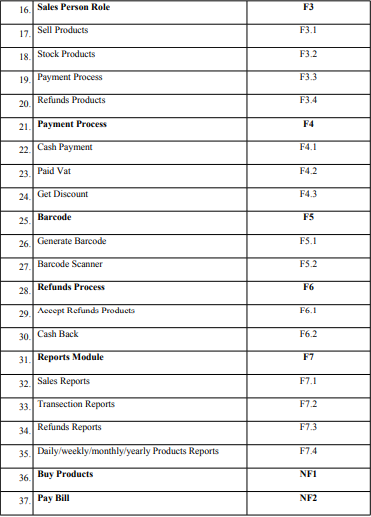 16. Sales Person Role F3
17. Sell Products F3.1
18. Stock Products F3.2
19. Payment Process F3.3
20. Refunds Products F3.4
21. Payment Process F4
22. Cash Payment F4.1
23. Paid Vat F4.2
24. Get Discount F4.3
25. Barcode F5
26. Generate Barcode F5.1
27. Barcode Scanner F5.2
28. Refunds Process F6
29. Accept Refunds Products F6.1
30. Cash Back F6.2
31. Reports Module F7
32. Sales Reports F7.1
33. Transection Reports F7.2
34. Refunds Reports F7.3
35. Daily/weekly/monthly/yearly Products Reports F7.4
36. Buy Products NF1
37. Pay Bill NF2